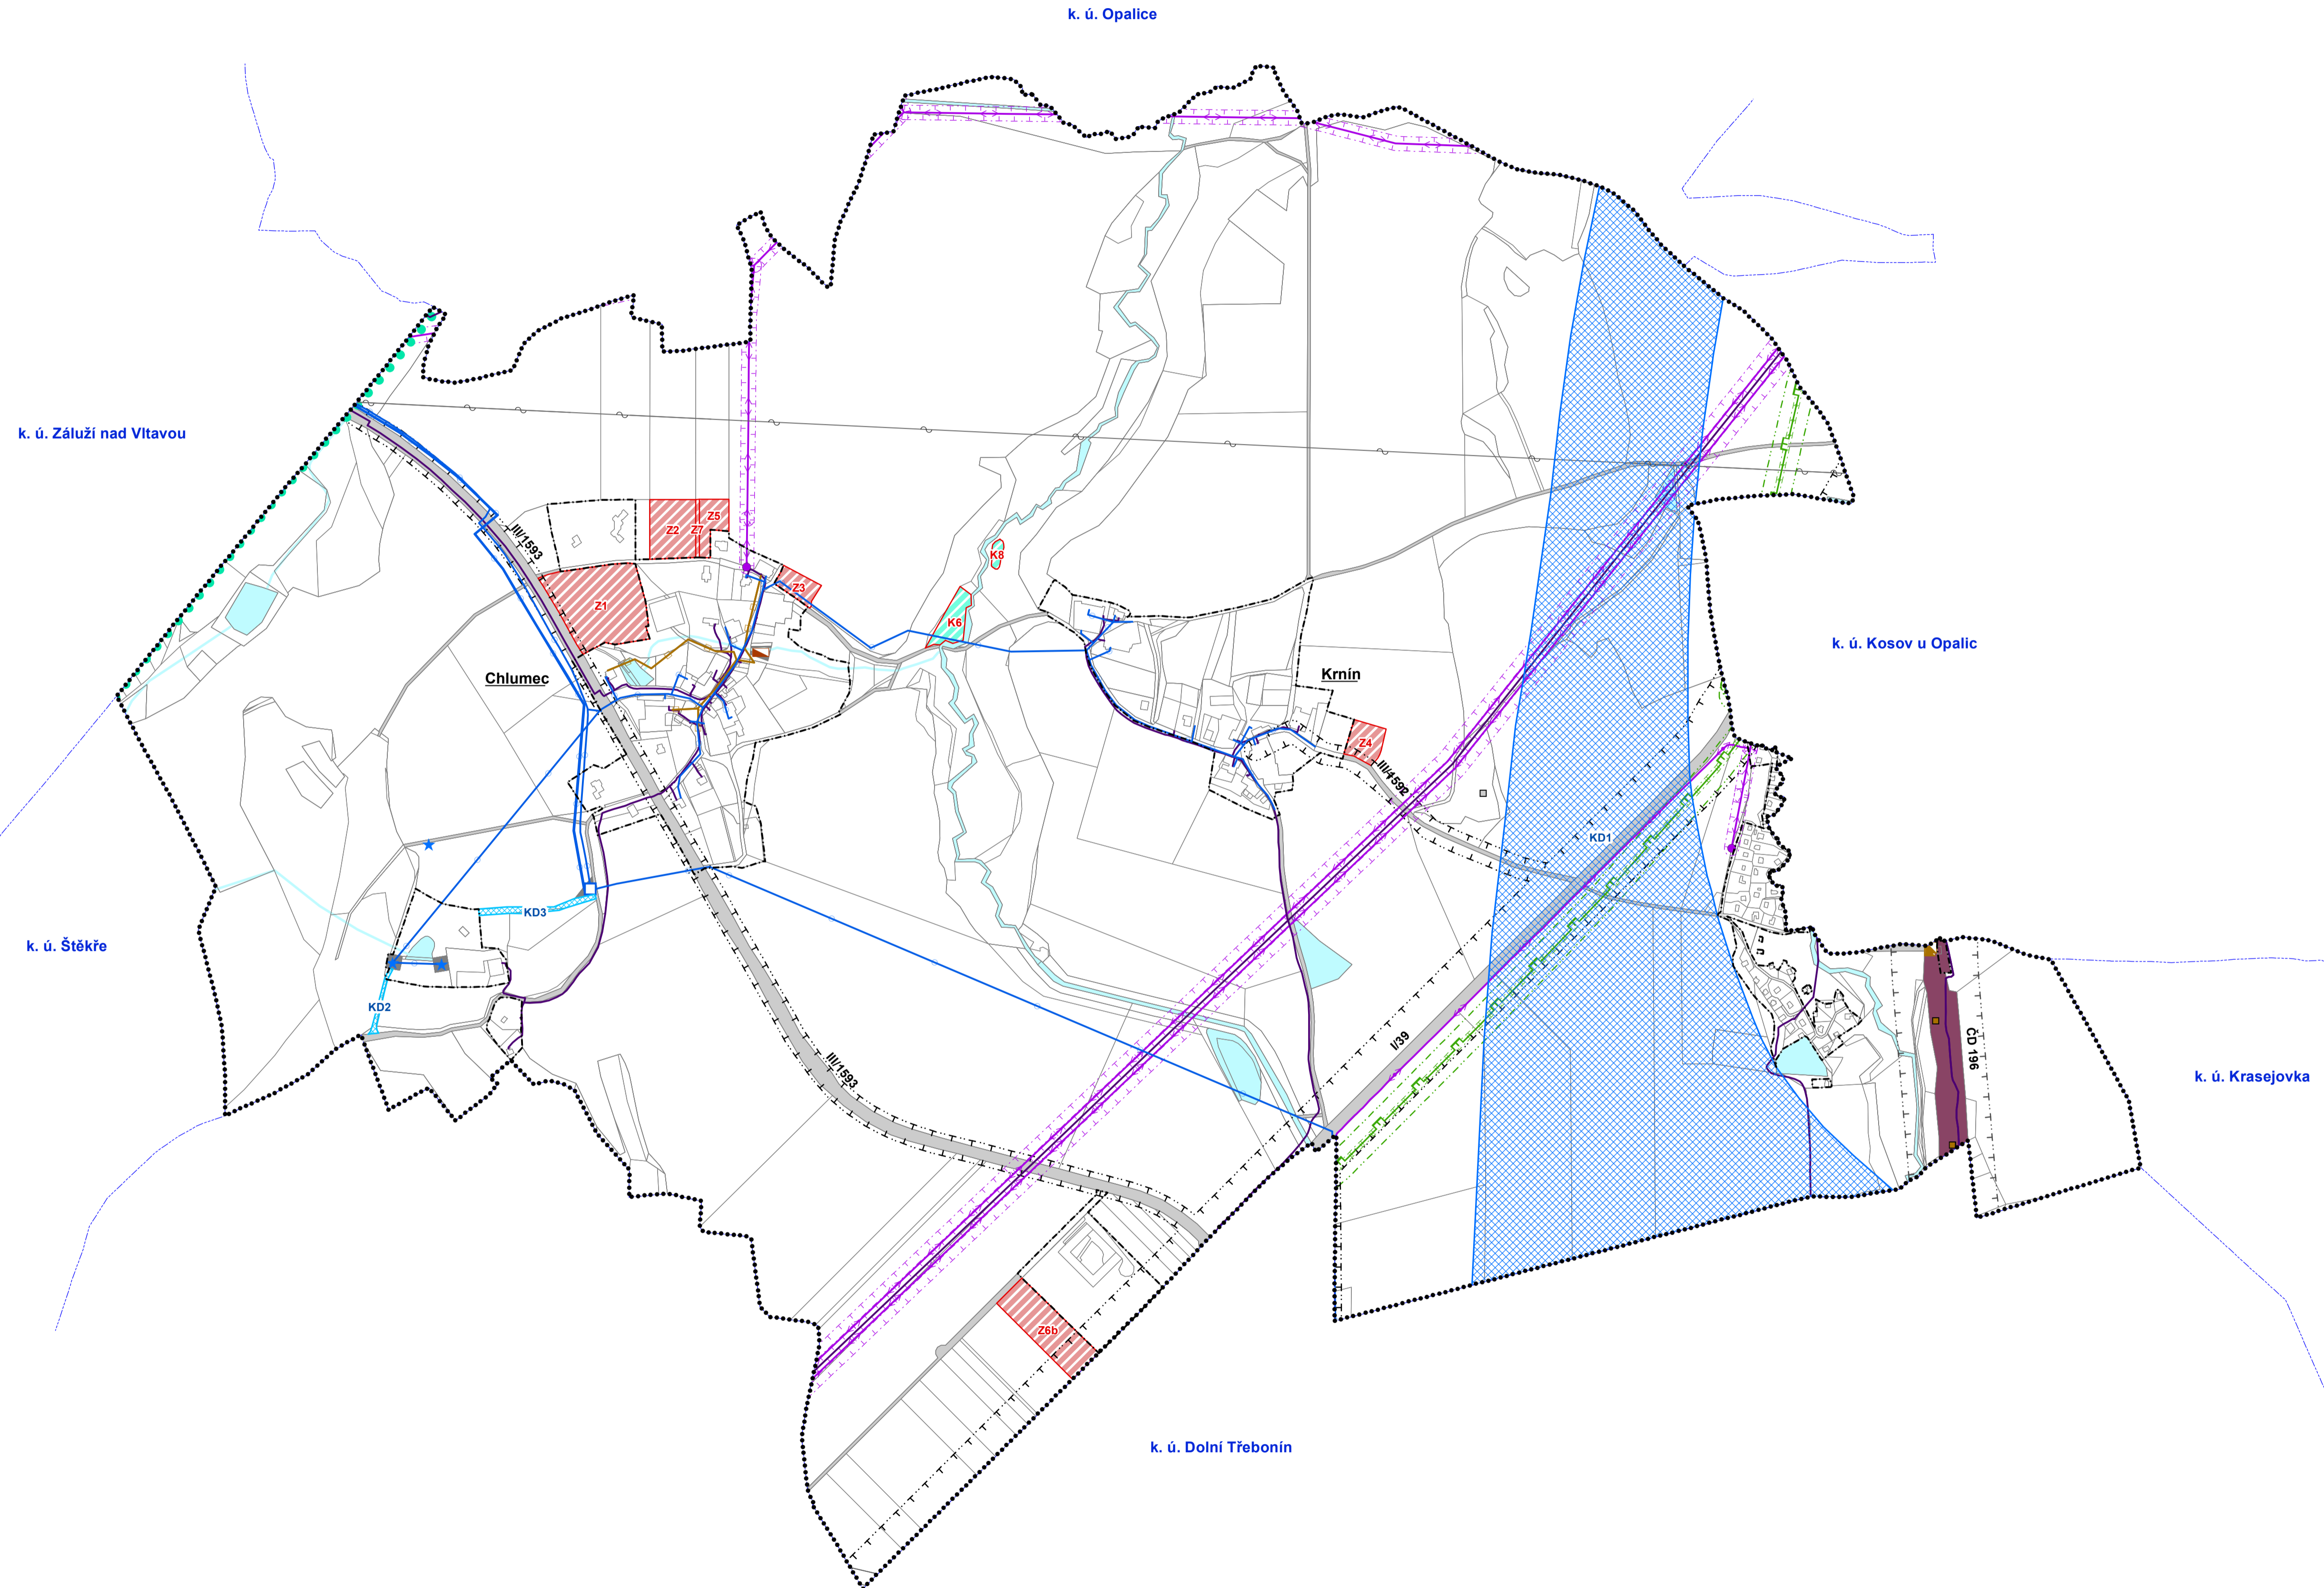 k. ú. Opalice
k. ú. Záluží nad Vltavou
III/1593
Z2
Z7
Z5
Z3
K8
Z1
K6
k. ú. Kosov u Opalic
Chlumec
Krnín
Z4
III/4592
KD1
KD3
k. ú. Štěkře
KD2
I/39
ČD 196
III/1593
k. ú. Krasejovka
Z6b
k. ú. Dolní Třebonín